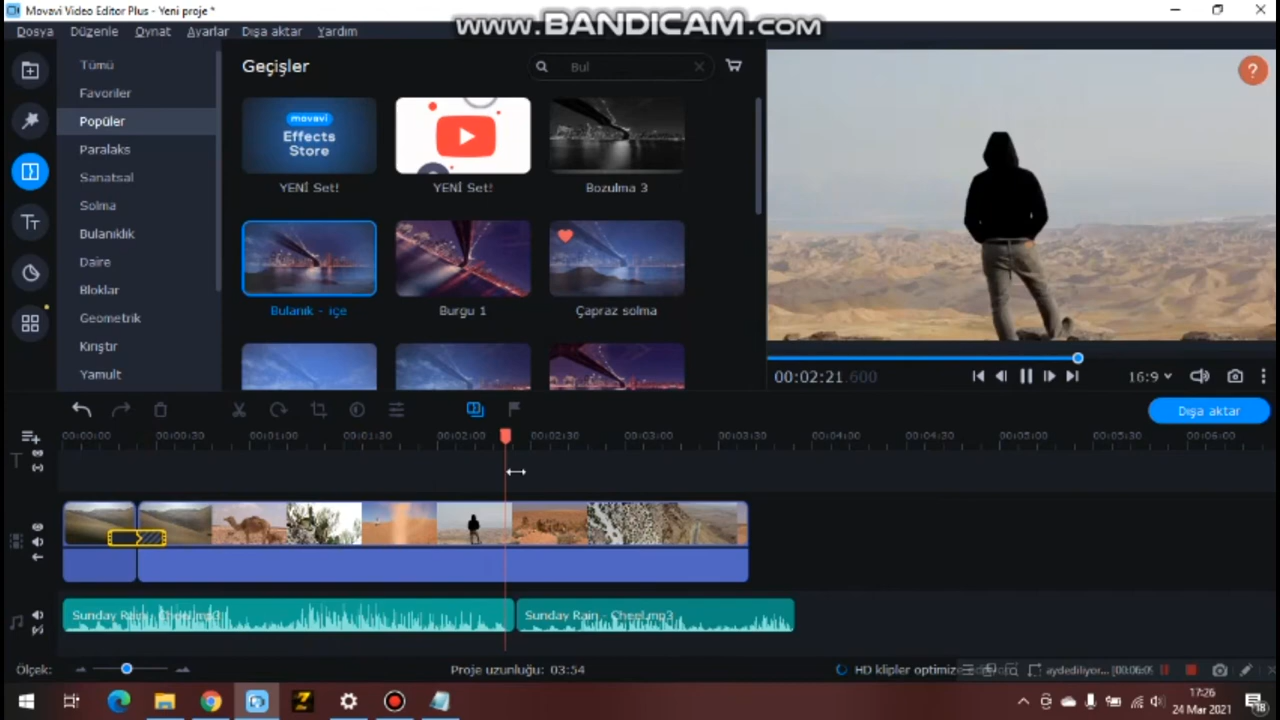 Movavi Video Editor Plus - Yeni proje *
www.BANDICAM.com
Dosya Düzenle Oynat Ayarlar Dışa aktar Yardım
Tümü
Favoriler
Popüler
Paralaks
Sanatsal
Solma
Bulanıklık
Daire
Bloklar
Geometrik
Kırıştır
Yamult
Geçişler
Bul
movavi
Effects
Store
YENİ Set!
YENİ Set!
Bozulma 3
Bulanık - içe
Burgu 1
Çapraz solma
?
00:02:21.600
16:9
Dışa aktar
00:00:00 00:00:30 00:01:00 00:01:30 00:02:00 00:02:30 00:03:00 00:03:30 00:04:00 00:04:30 00:05:00 00:05:30 00:06:00
Sunday Rain - Cheel.mp3
Sunday Rain - Cheel.mp3
Ölçek:
Proje uzunluğu: 03:54
HD klipler optimize
aydediliyor...
17:26
24 Mar 2021
18